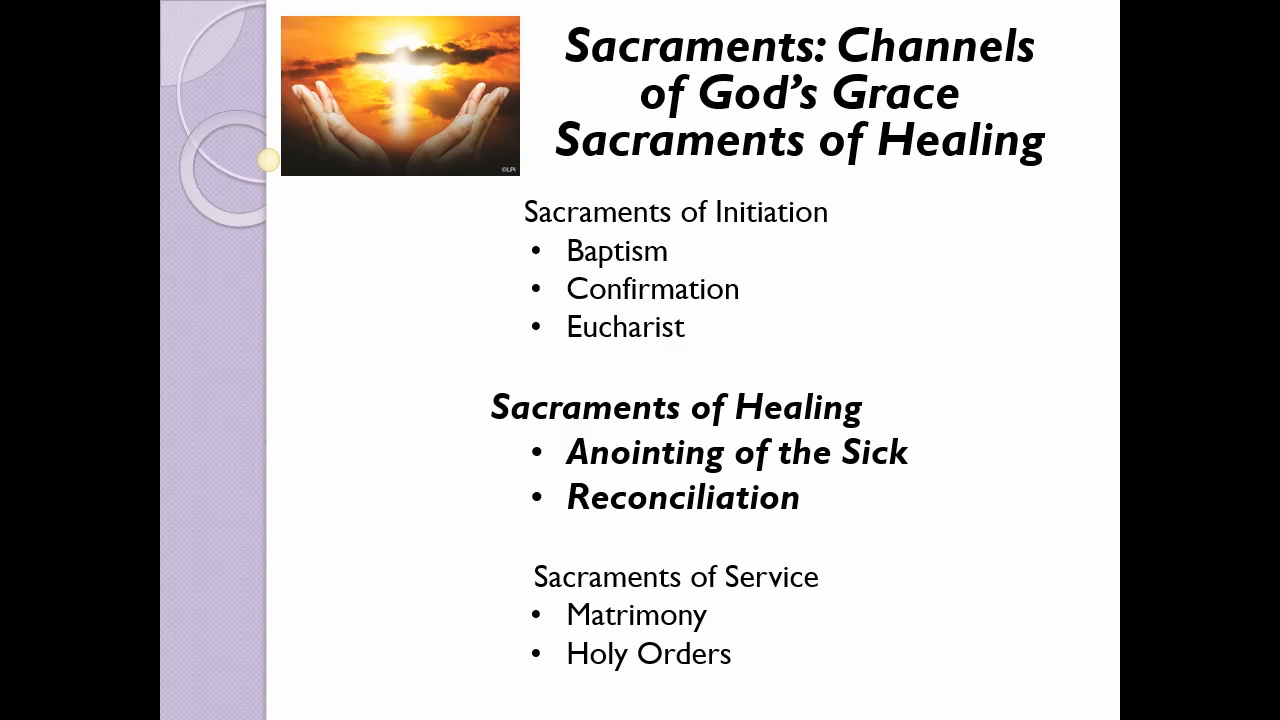 Sacraments: Channels
of God’s Grace
Sacraments of Healing
©LPi
Sacraments of Initiation
• Baptism
• Confirmation
• Eucharist
Sacraments of Healing
• Anointing of the Sick
• Reconciliation
Sacraments of Service
• Matrimony
• Holy Orders